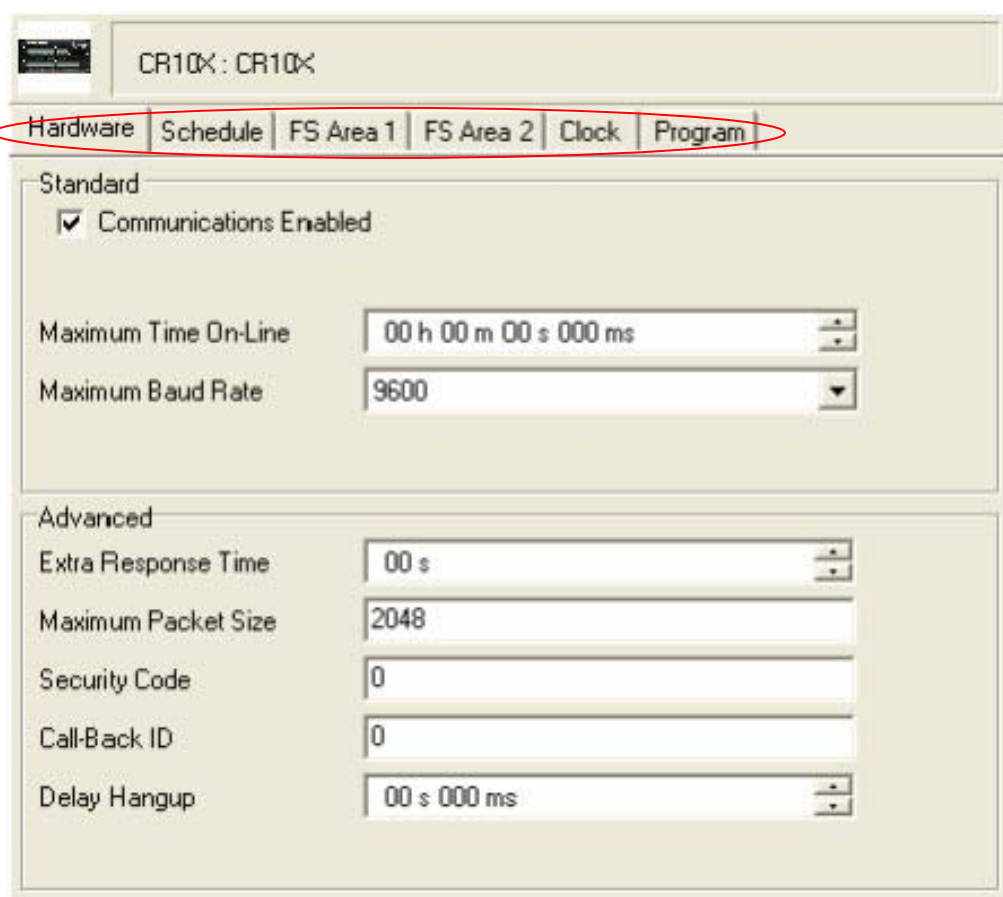 CR10X : CR10X
Hardware Schedule FS Area 1 FS Area 2 Clock Program
Standard
Communications Enabled
Maximum Time On-Line 00 h 00 m 00 s 000 ms
Maximum Baud Rate 9600
Advanced
Extra Response Time 00 s
Maximum Packet Size 2048
Security Code 0
Call-Back ID 0
Delay Hangup 00 s 000 ms